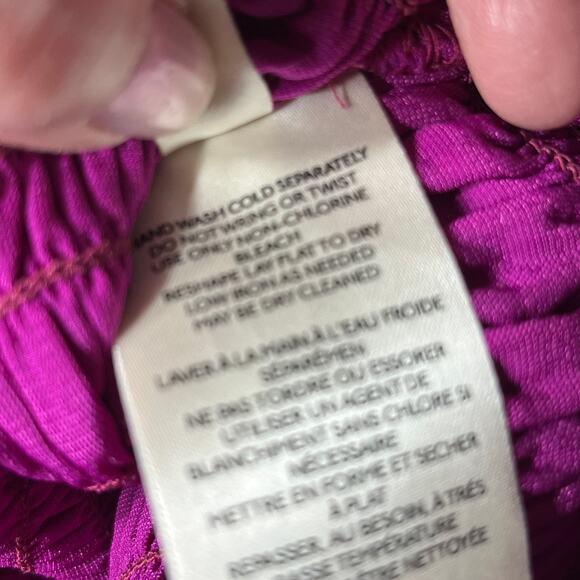 HAND WASH COLD SEPARATELY
DO NOT WRING OR TWIST
USE ONLY NON-CHLORINE
BLEACH
RESHAPE LAY FLAT TO DRY
LOW IRON AS NEEDED
MAY BE DRY CLEANED
LAVER À LA MAIN À L'EAU FROIDE
SÉPARÉMEN
NE PAS TORDRE OU ESSORER
UTILISER UN AGENT DE
BLANCHIMENT SANS CHLORE SI
NÉCESSAIRE
METTRE EN FORME ET SÉCHER
À PLAT
REPASSER, AU BESOIN, À TRÈS
BASSE TEMPÉRATURE
ÊTRE NETTOYÉE